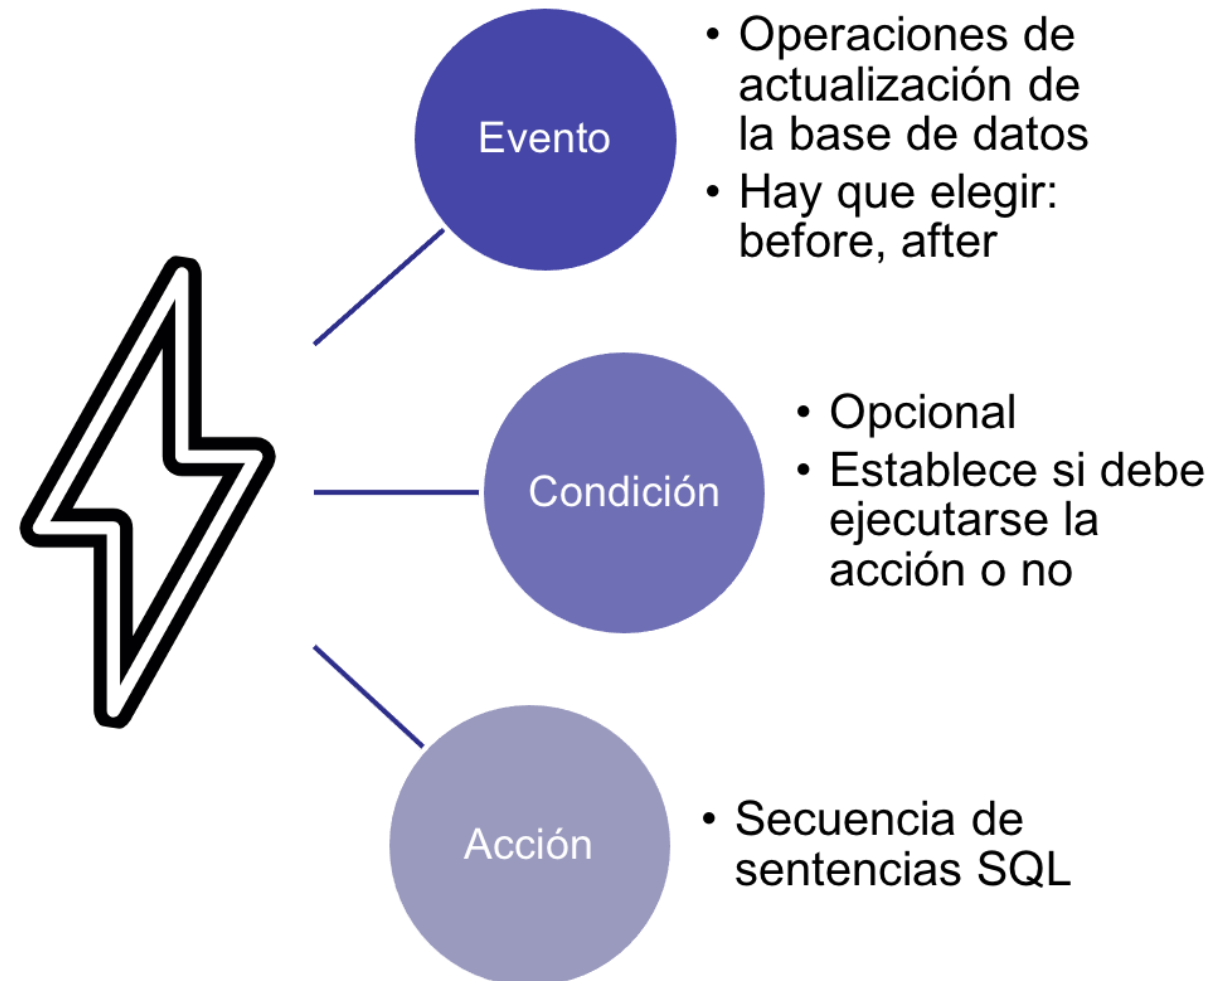 Evento
• Operaciones de
actualización de
la base de datos
• Hay que elegir:
before, after
Condición
• Opcional
• Establece si debe
ejecutarse la
acción o no
Acción
• Secuencia de
sentencias SQL